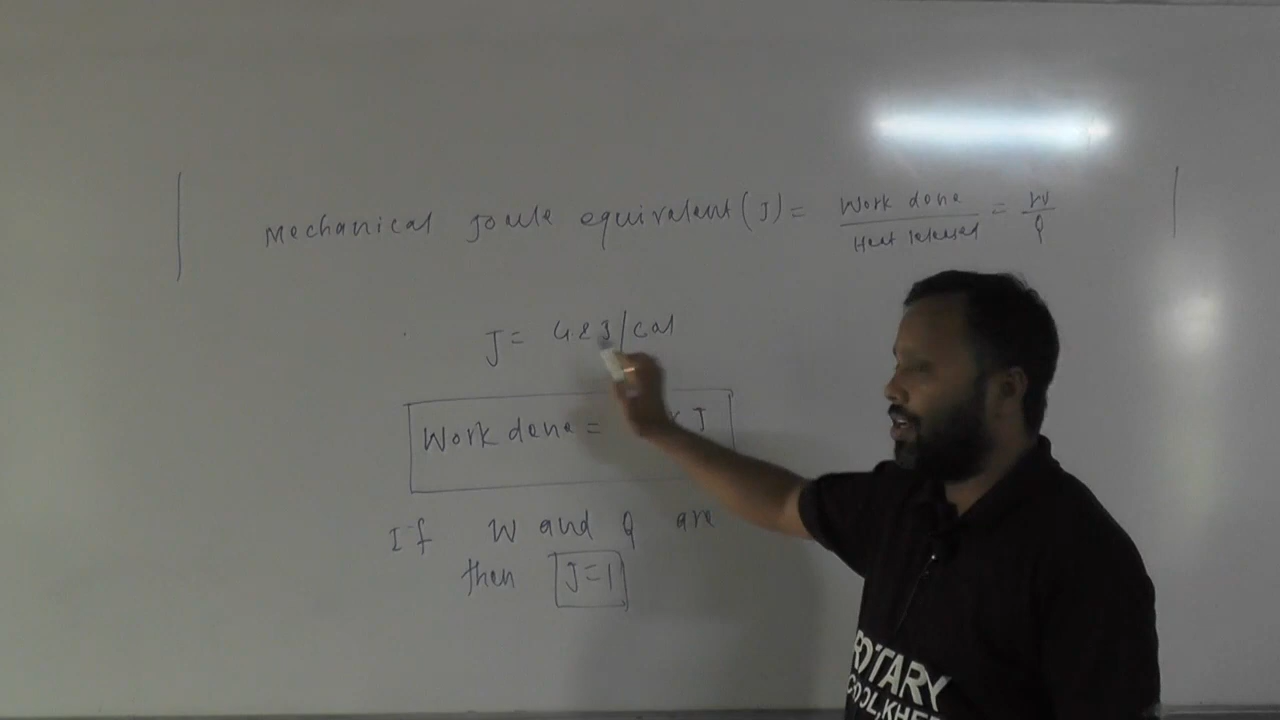 Mechanical Joule equivalent (J) = Work done / Heat released = W / Q
J = 4.2 J/cal
Work done = J
If W and Q are
then J=1
ROTARY